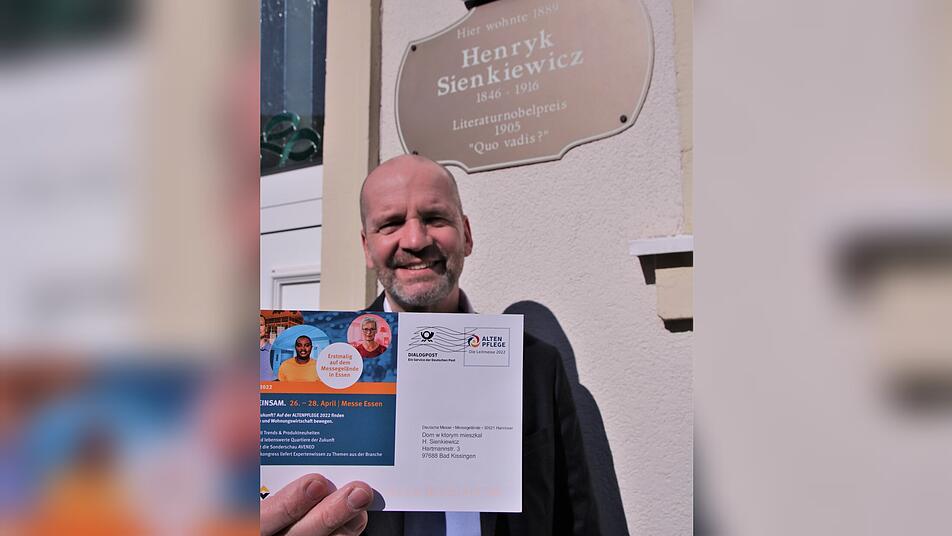 Hier wohnte 1889
Henryk
Sienkiewicz
1846 - 1916
Literaturnobelpreis
1905
"Quo vadis?"
Erstmalig
auf dem
Messegelände
in Essen
2022
EINSAM. 26. – 28. April | Messe Essen
Zukunft? Auf der ALTENPFLEGE 2022 finden
und Wohnungswirtschaft bewegen.
Trends & Produktneuheiten
lebenswerte Quartiere der Zukunft
die Sonderschau AVENEO
kongress liefert Expertenwissen zu Themen aus der Branche
DIALOGPOST
Ein Service der Deutschen Post
ALTEN
PFLEGE
Die Leitmesse 2022
Deutsche Messe • Messegelände • 30521 Hannover
Dom w ktorym mieszkal
H. Sienkiewicz
Hartmannstr. 3
97688 Bad Kissingen